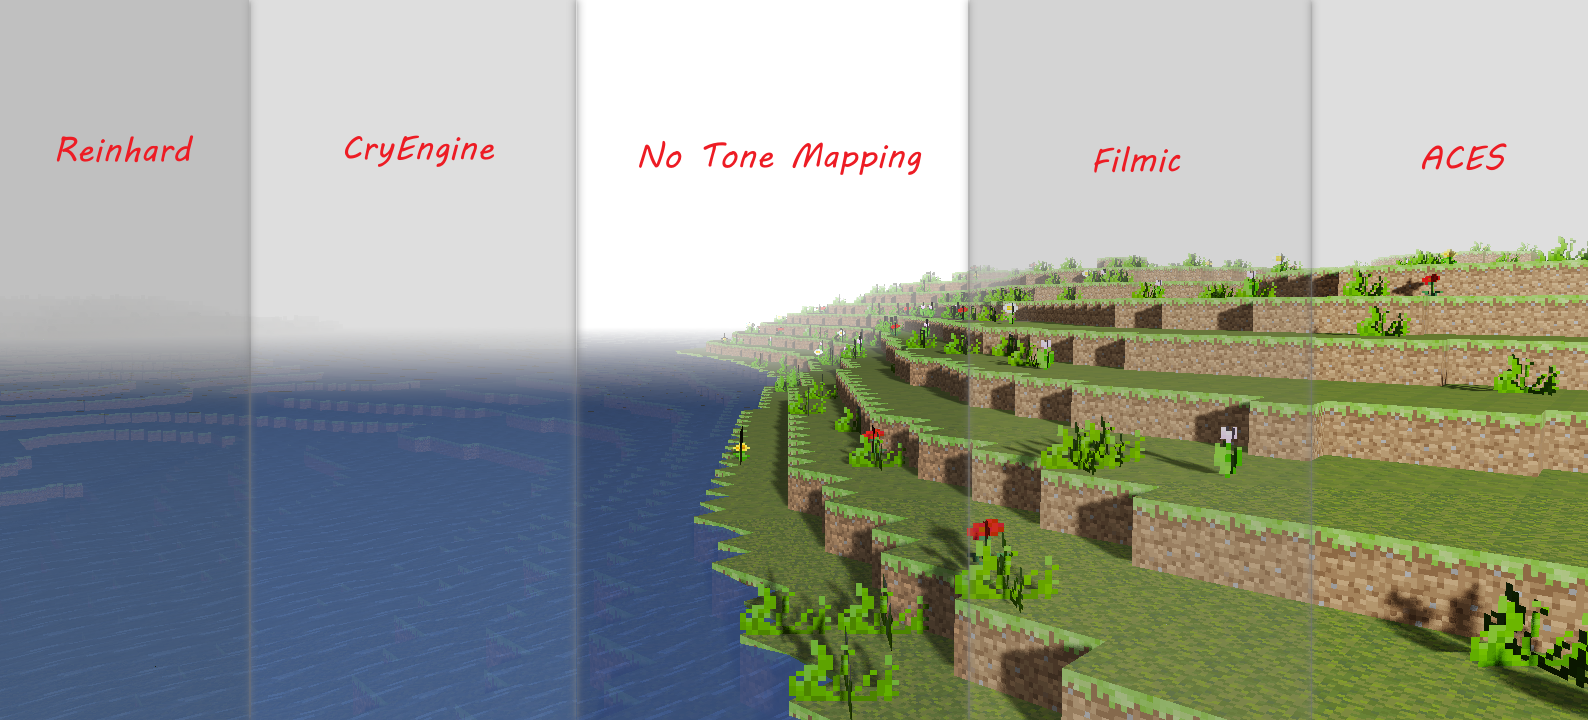 Reinhard
CryEngine
No Tone Mapping
Filmic
ACES